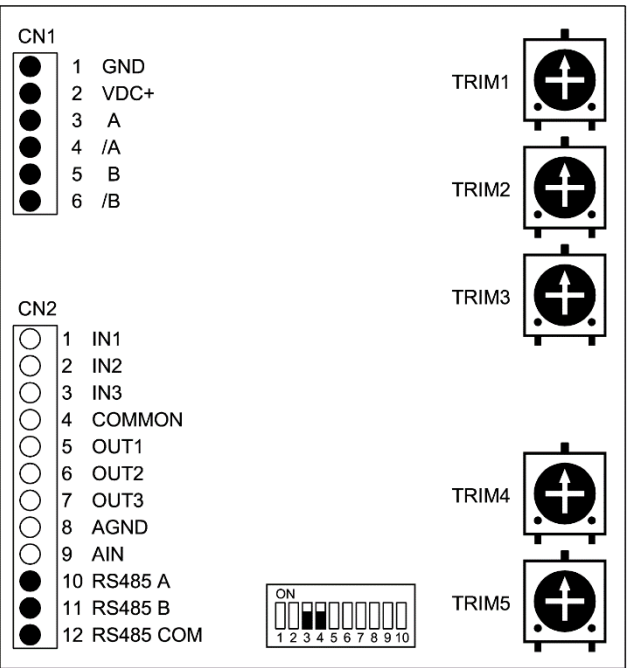 CN1
1 GND
2 VDC+
3 A
4 /A
5 B
6 /B
TRIM1
TRIM2
TRIM3
CN2
1 IN1
2 IN2
3 IN3
4 COMMON
5 OUT1
6 OUT2
7 OUT3
8 AGND
9 AIN
10 RS485 A
11 RS485 B
12 RS485 COM
ON
1 2 3 4 5 6 7 8 9 10
TRIM4
TRIM5